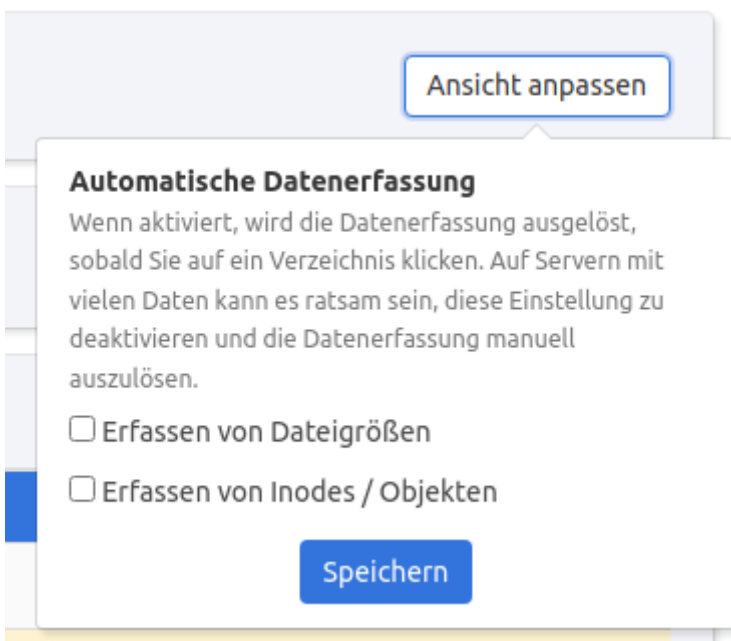 Ansicht anpassen
Automatische Datenerfassung
Wenn aktiviert, wird die Datenerfassung ausgelöst,
sobald Sie auf ein Verzeichnis klicken. Auf Servern mit
vielen Daten kann es ratsam sein, diese Einstellung zu
deaktivieren und die Datenerfassung manuell
auszulösen.
Erfassen von Dateigrößen
Erfassen von Inodes / Objekten
Speichern